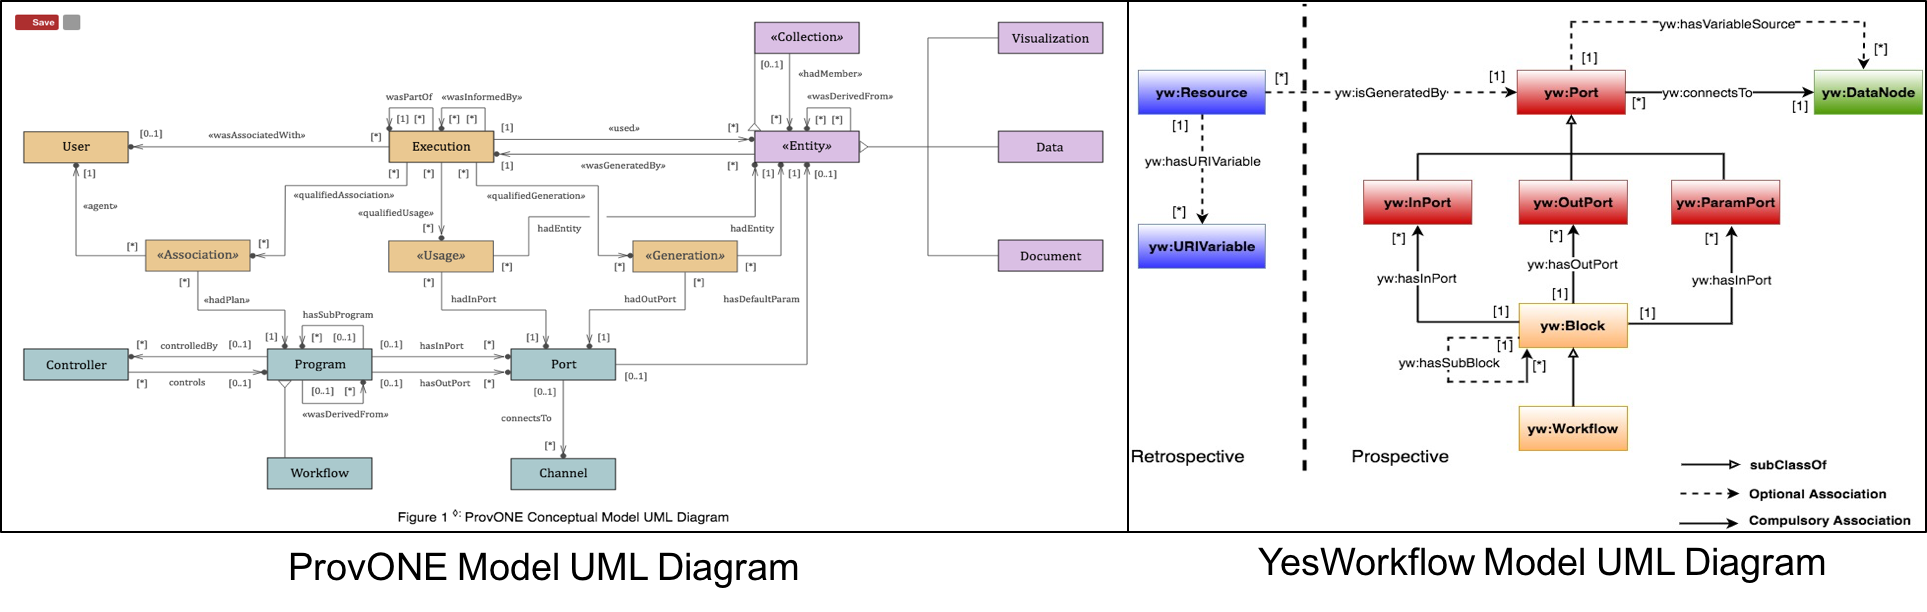 Save
«Collection»
Visualization
[0..1]
«hadMember»
wasPartOf
«wasInformedBy»
«wasDerivedFrom»
[1] [*]
[*] [*]
[*]
[*] [*]
User
[0..1]
«wasAssociatedWith»
[*]
Execution
[1]
«used»
[*]
«Entity»
Data
[1]
«wasGeneratedBy»
[*]
[1]
[*]
[*]
[*]
[1]
[1]
[0..1]
«agent»
«qualifiedAssociation»
«qualifiedUsage»
«qualifiedGeneration»
hadEntity
hadEntity
[*]
[*]
[*]
«Association»
«Usage»
[*]
[*]
«Generation»
[*]
Document
[*]
[*]
[*]
«hadPlan»
hadInPort
hadOutPort
hasDefaultParam
hasSubProgram
[1]
[*]
[0..1]
[1]
[1]
Controller
[*]
controlledBy
[0..1]
Program
[0..1]
hasInPort
[*]
Port
[*]
controls
[0..1]
[0..1]
hasOutPort
[*]
[0..1]
[0..1]
[*]
[0..1]
«wasDerivedFrom»
connectsTo
[*]
Workflow
Channel
Figure 1 ◊: ProvONE Conceptual Model UML Diagram
ProvONE Model UML Diagram
yw:hasVariableSource
[1]
[*]
yw:Resource
[*]
yw:isGeneratedBy
[1]
yw:Port
[*]
yw:connectsTo
[1]
yw:DataNode
[1]
yw:hasURIVariable
[*]
yw:URIVariable
yw:InPort
yw:OutPort
yw:ParamPort
[*]
[*]
[*]
yw:hasInPort
yw:hasOutPort
yw:hasInPort
[1]
[1]
[1]
yw:Block
[1]
yw:hasSubBlock
[*]
yw:Workflow
Retrospective
Prospective
subClassOf
Optional Association
Compulsory Association
YesWorkflow Model UML Diagram